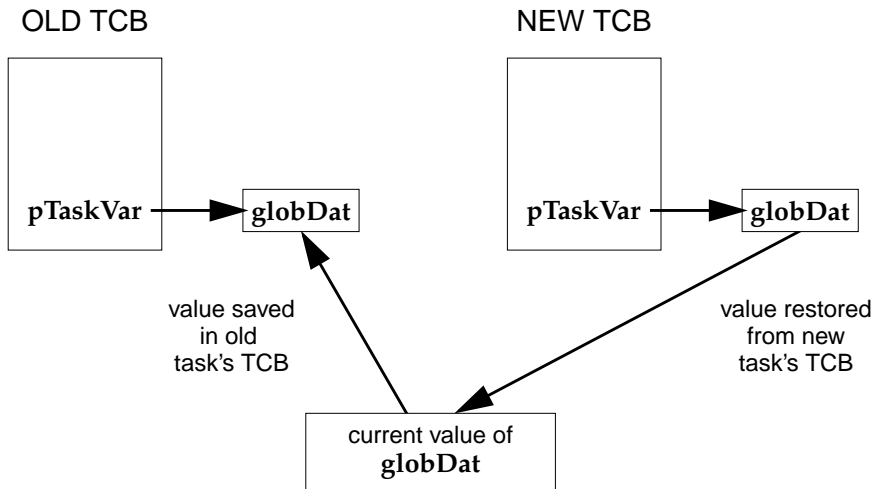 OLD TCB
NEW TCB
pTaskVar
globDat
pTaskVar
globDat
value saved
in old
task's TCB
value restored
from new
task's TCB
current value of
globDat